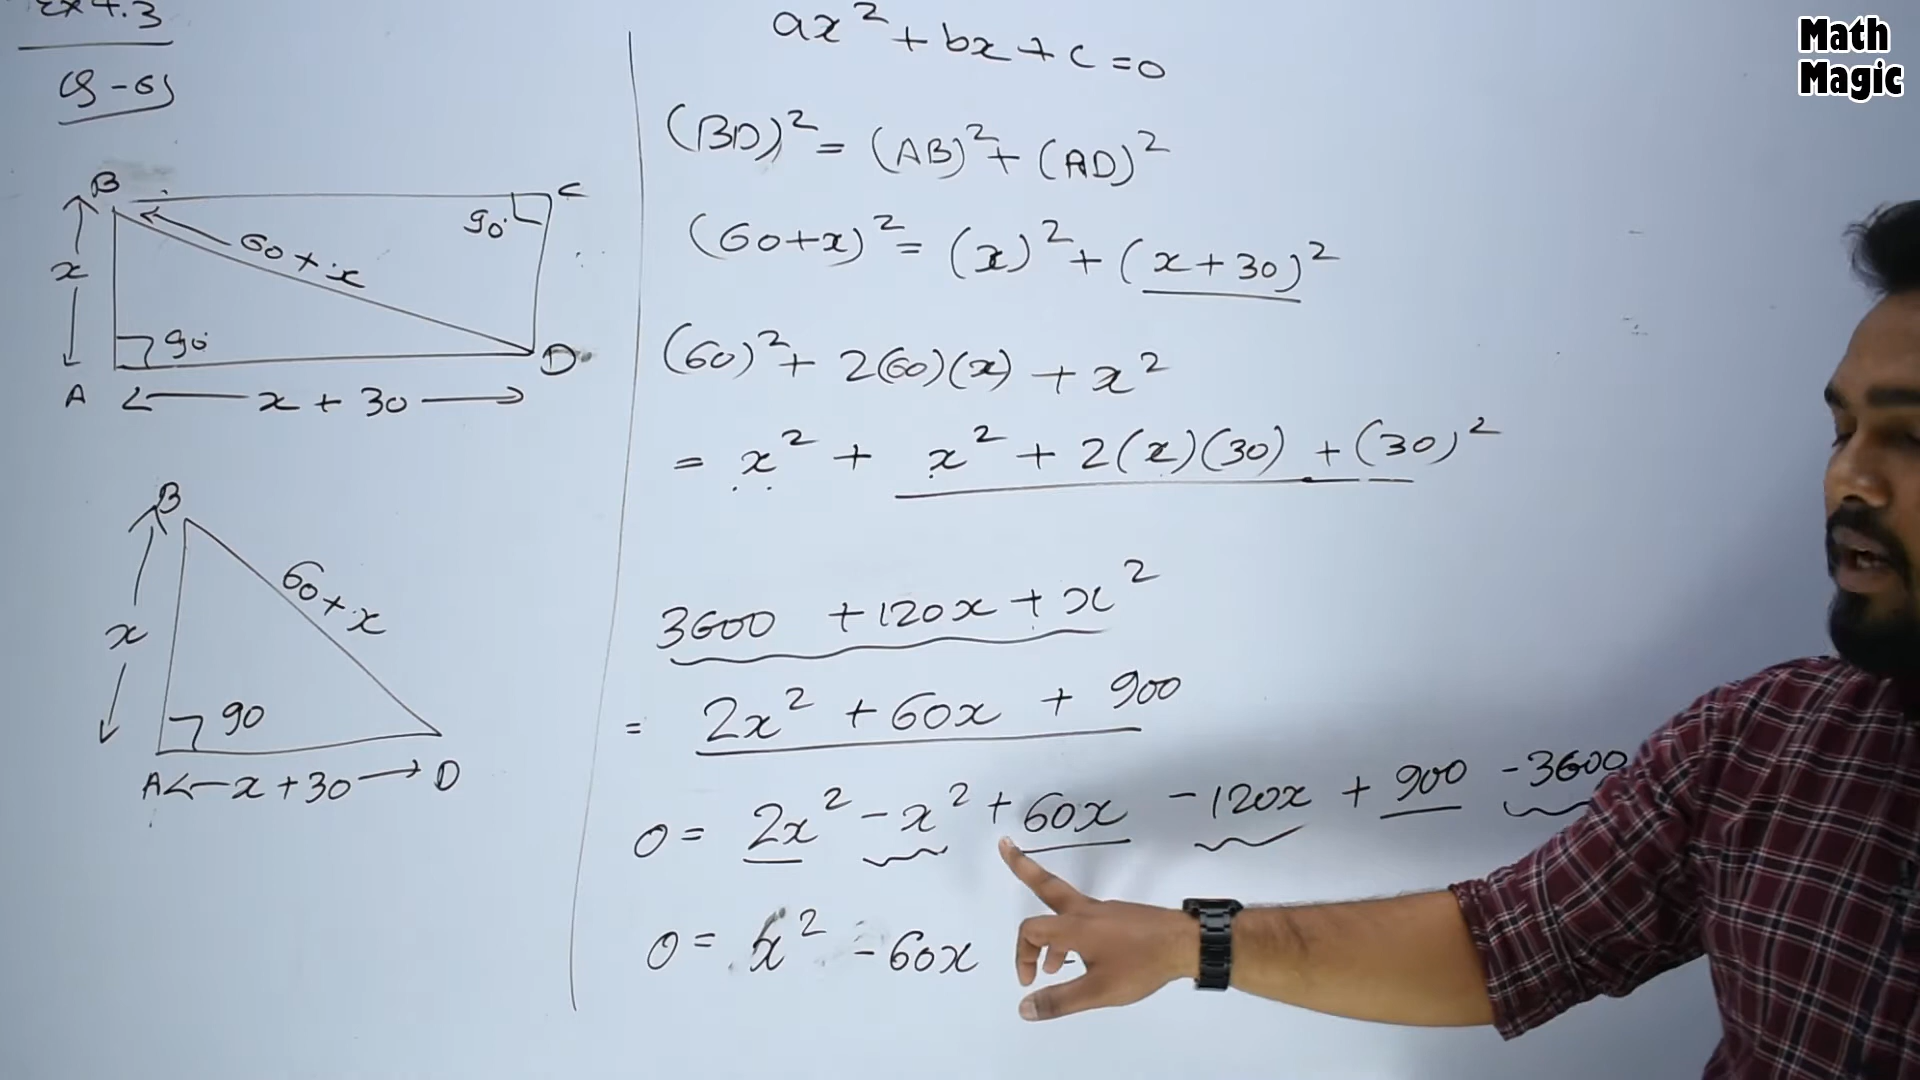 Ex 4.3
(Q-6)
B
C
90°
60+x
x
90°
A
D
x + 30
B
60+x
x
90
A
x+30
D
ax² + bx + c = 0
(BD)² = (AB)² + (AD)²
(60+x)² = (x)² + (x+30)²
(60)² + 2(60)(x) + x²
= x² + x² + 2(x)(30) + (30)²
3600 + 120x + x²
= 2x² + 60x + 900
0 = 2x² - x² + 60x - 120x + 900 - 3600
0 = x² - 60x -
Math
Magic